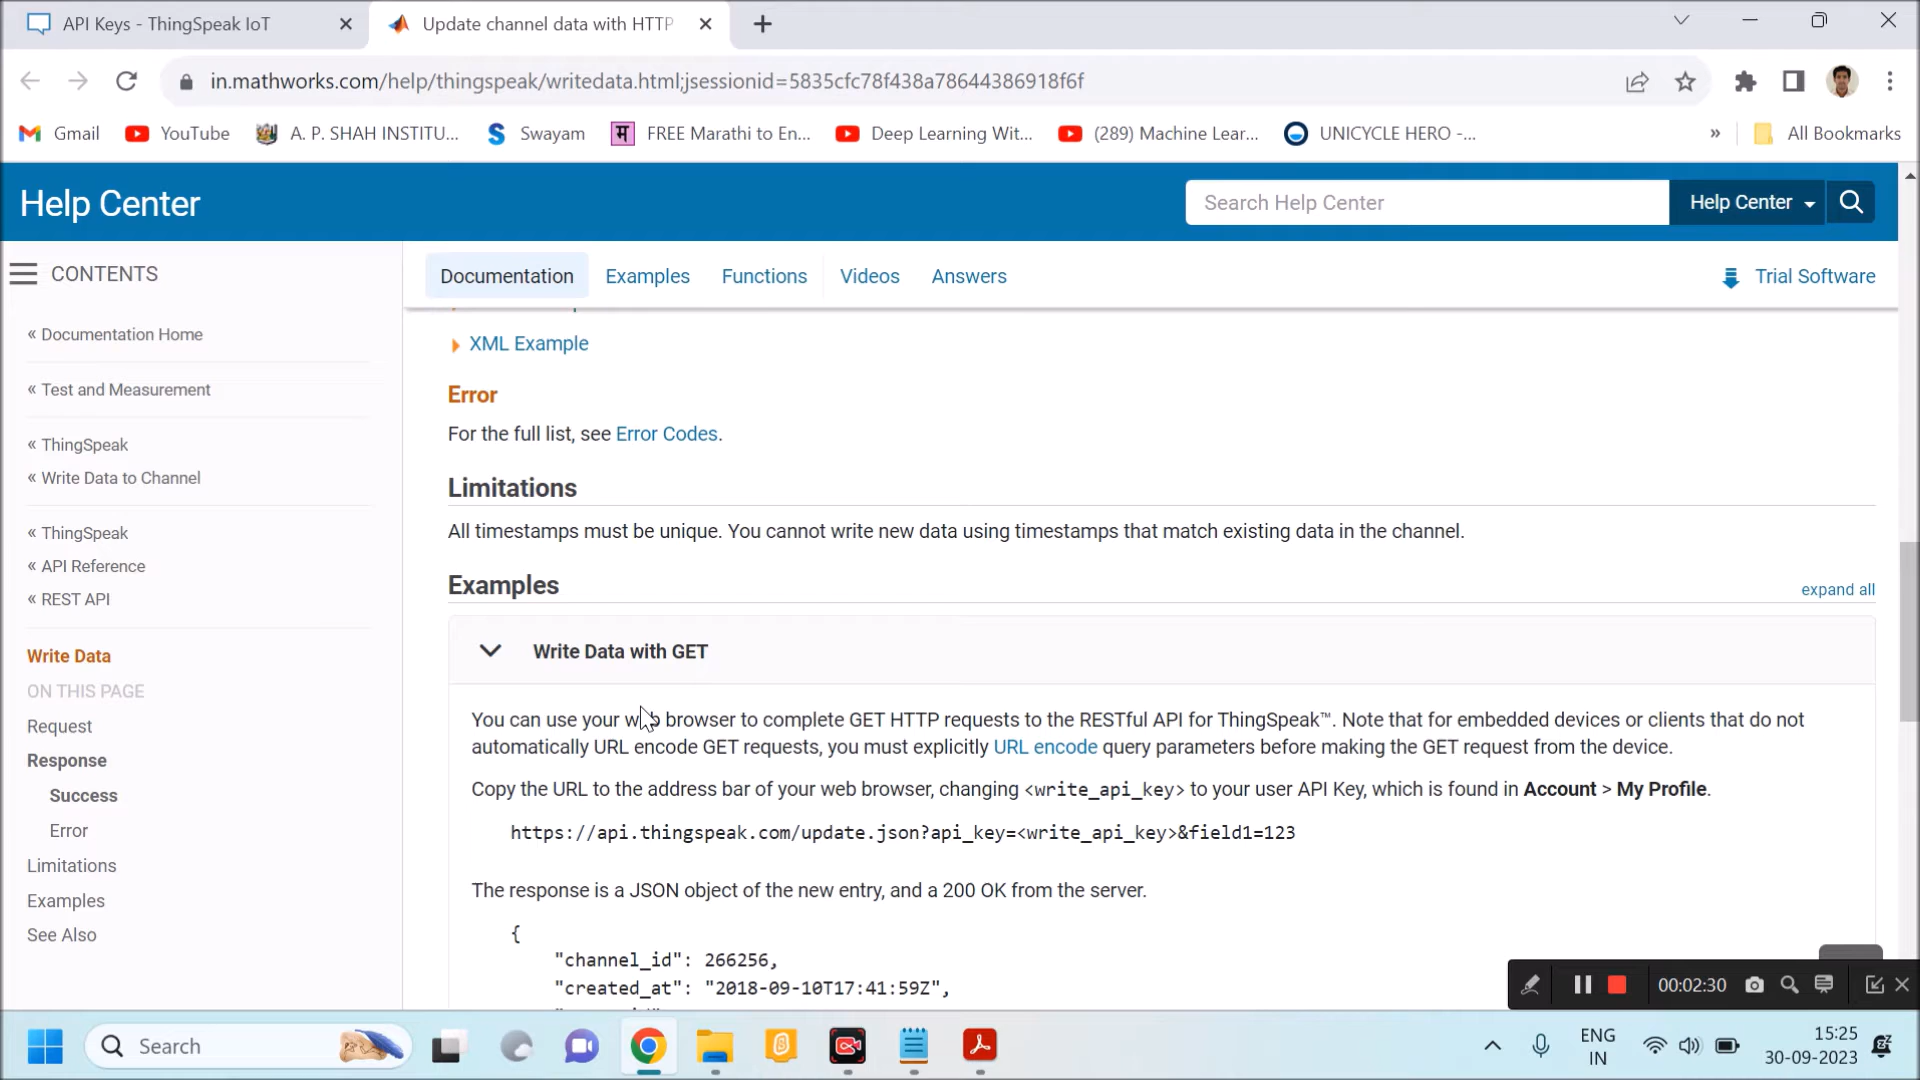 API Keys - ThingSpeak IoT
Update channel data with HTTP
in.mathworks.com/help/thingspeak/writedata.html;jsessionid=5835cfc78f438a78644386918f6f
Gmail YouTube A. P. SHAH INSTITU... Swayam FREE Marathi to En... Deep Learning Wit... (289) Machine Lear... UNICYCLE HERO -... » All Bookmarks
Help Center
Search Help Center
Help Center
CONTENTS
Documentation Examples Functions Videos Answers Trial Software
« Documentation Home
« Test and Measurement
« ThingSpeak
« Write Data to Channel
« ThingSpeak
« API Reference
« REST API
Write Data
ON THIS PAGE
Request
Response
Success
Error
Limitations
Examples
See Also
XML Example
Error
For the full list, see Error Codes.
Limitations
All timestamps must be unique. You cannot write new data using timestamps that match existing data in the channel.
Examples
expand all
Write Data with GET
You can use your web browser to complete GET HTTP requests to the RESTful API for ThingSpeak™. Note that for embedded devices or clients that do not
automatically URL encode GET requests, you must explicitly URL encode query parameters before making the GET request from the device.
Copy the URL to the address bar of your web browser, changing <write_api_key> to your user API Key, which is found in Account > My Profile.
https://api.thingspeak.com/update.json?api_key=<write_api_key>&field1=123
The response is a JSON object of the new entry, and a 200 OK from the server.
{
"channel_id": 266256,
"created_at": "2018-09-10T17:41:59Z",
00:02:30
Search
ENG
IN
15:25
30-09-2023